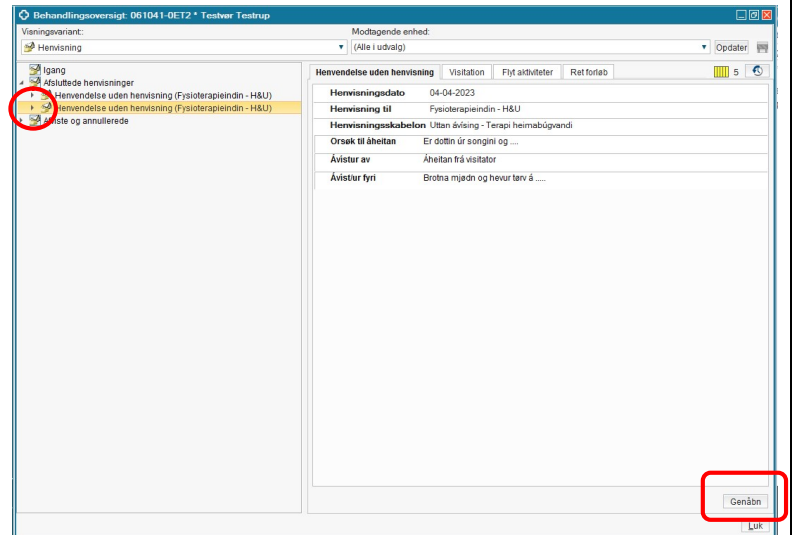 Behandlingsoversigt: 061041-0ET2 * Testvør Testrup
Visningsvariant:: Modtagende enhed:
Henvisning (Alle i udvalg) Opdater
Igang
Afsluttede henvisninger
Henvendelse uden henvisning (Fysioterapieindin - H&U)
Henvendelse uden henvisning (Fysioterapieindin - H&U)
Afviste og annullerede
Henvendelse uden henvisning Visitation Flyt aktiviteter Ret forløb 5
Henvisningsdato 04-04-2023
Henvisning til Fysioterapieindin - H&U
Henvisningsskabelon Uttan ávísing - Terapi heimabúgvandi
Orsøk til áheitan Er dottin úr songini og ....
Ávístur av Áheitan frá visitator
Ávíst/ur fyri Brotna mjødn og hevur tørv á .....
Genåbn
Luk